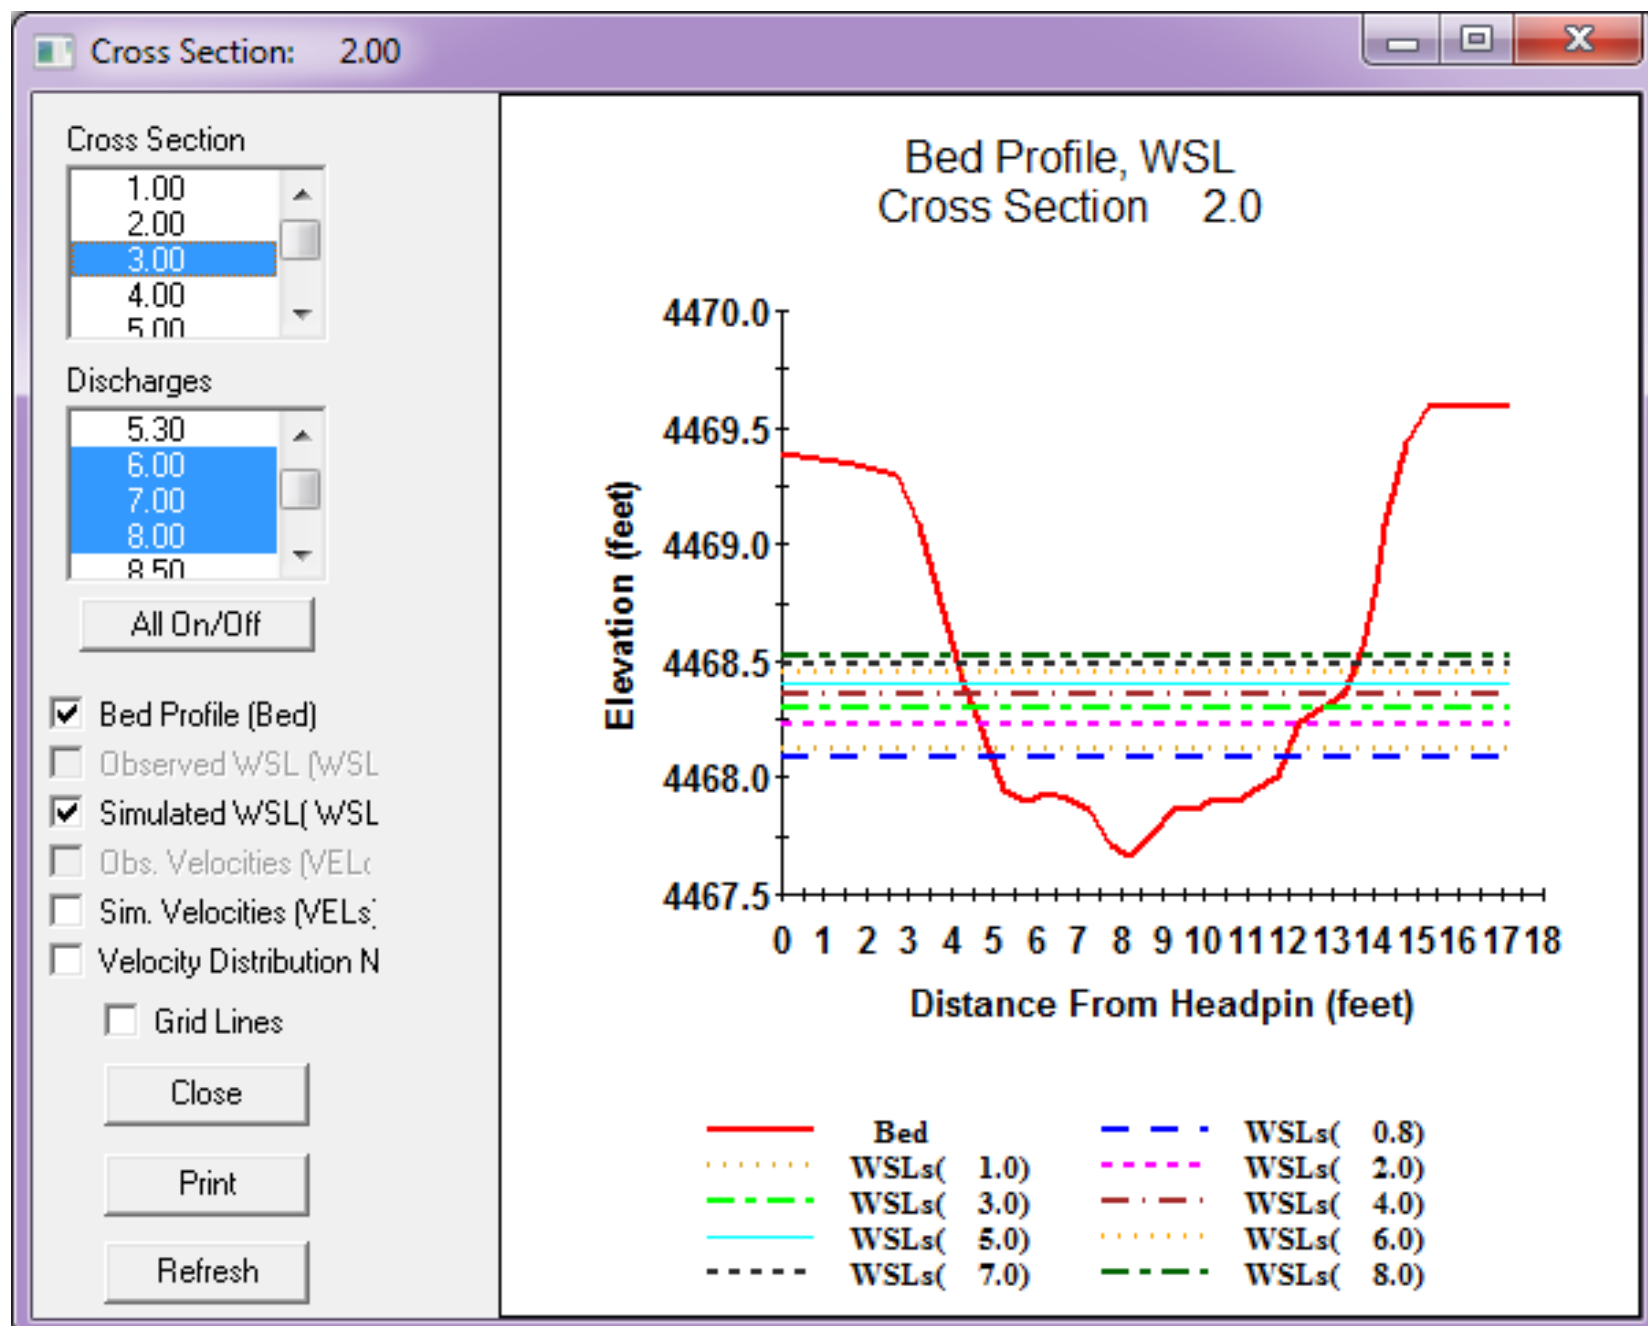 Cross Section: 2.00
Cross Section
1.00
2.00
3.00
4.00
5.00
Discharges
5.30
6.00
7.00
8.00
8.50
All On/Off
Bed Profile (Bed)
Observed WSL (WSL
Simulated WSL( WSL
Obs. Velocities (VELo
Sim. Velocities (VELs)
Velocity Distribution N
Grid Lines
Close
Print
Refresh
Bed Profile, WSL
Cross Section 2.0
Elevation (feet)
4470.0
4469.5
4469.0
4468.5
4468.0
4467.5
0 1 2 3 4 5 6 7 8 9 10 11 12 13 14 15 16 17 18
Distance From Headpin (feet)
Bed WSLs( 0.8)
WSLs( 1.0) WSLs( 2.0)
WSLs( 3.0) WSLs( 4.0)
WSLs( 5.0) WSLs( 6.0)
WSLs( 7.0) WSLs( 8.0)